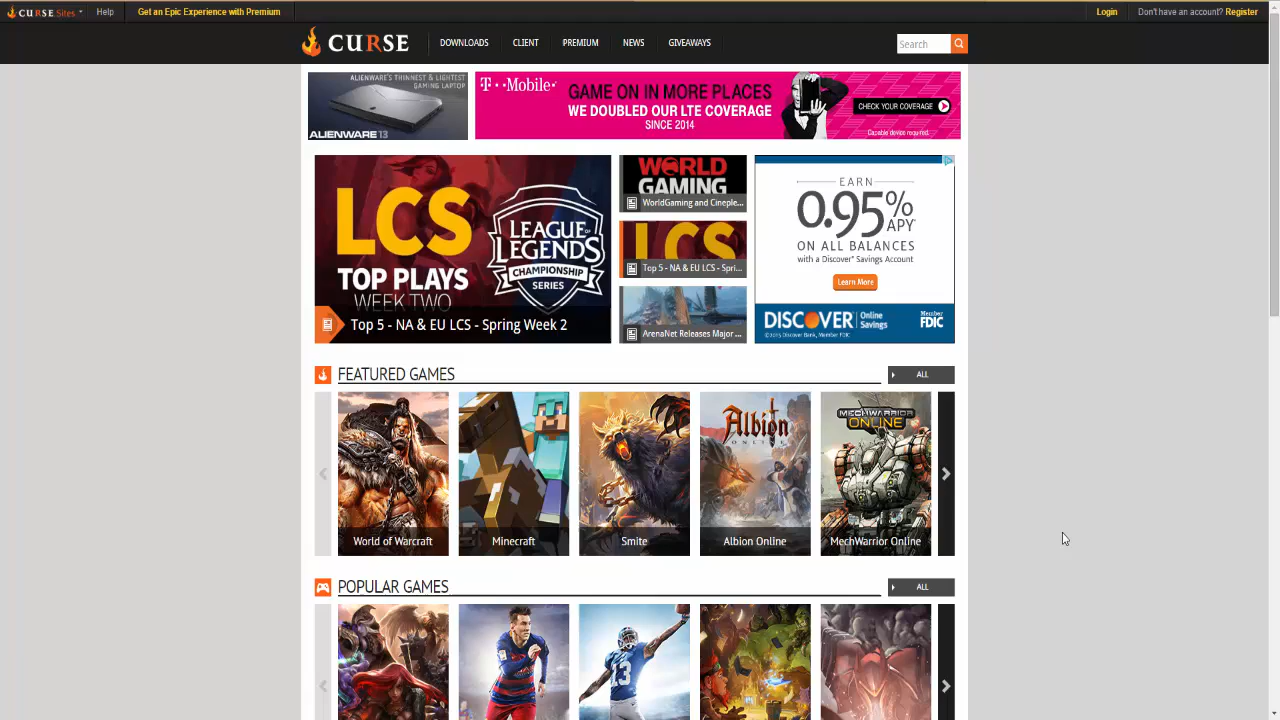 CURSE Sites
Help
Get an Epic Experience with Premium
Login
Don't have an account? Register
CURSE
DOWNLOADS
CLIENT
PREMIUM
NEWS
GIVEAWAYS
Search
ALIENWARE'S THINNEST & LIGHTEST
GAMING LAPTOP
ALIENWARE 13
T··Mobile·
GAME ON IN MORE PLACES
WE DOUBLED OUR LTE COVERAGE
SINCE 2014
CHECK YOUR COVERAGE
Capable device required.
LCS
TOP PLAYS
WEEK TWO
LEAGUE
of
LEGENDS
CHAMPIONSHIP
SERIES
Top 5 - NA & EU LCS - Spring Week 2
WORLD
GAMING
WorldGaming and Cineple...
LCS
Top 5 - NA & EU LCS - Spri...
ArenaNet Releases Major ...
EARN
0.95% APY*
ON ALL BALANCES
with a Discover® Savings Account
Learn More
DISCOVER
Online
Savings
Member
FDIC
©2015 Discover Bank, Member FDIC
FEATURED GAMES
ALL
World of Warcraft
Minecraft
Smite
Albion
ONLINE
Albion Online
MECHWARRIOR
ONLINE
MechWarrior Online
POPULAR GAMES
ALL
13